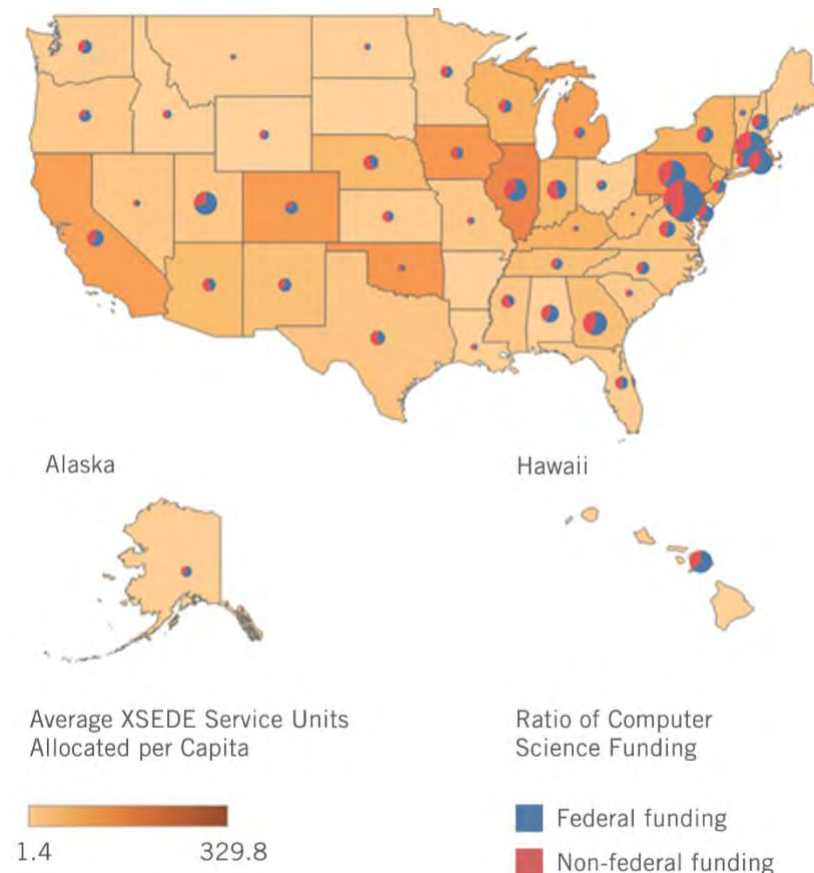 Alaska
Hawaii
Average XSEDE Service Units
Allocated per Capita
1.4
329.8
Ratio of Computer
Science Funding
Federal funding
Non-federal funding